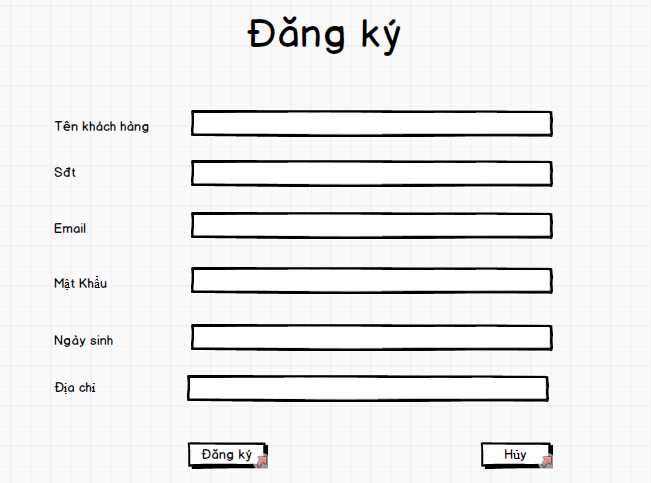 Đăng ký
Tên khách hàng
Sđt
Email
Mật Khẩu
Ngày sinh
Địa chỉ
Đăng ký
Hủy